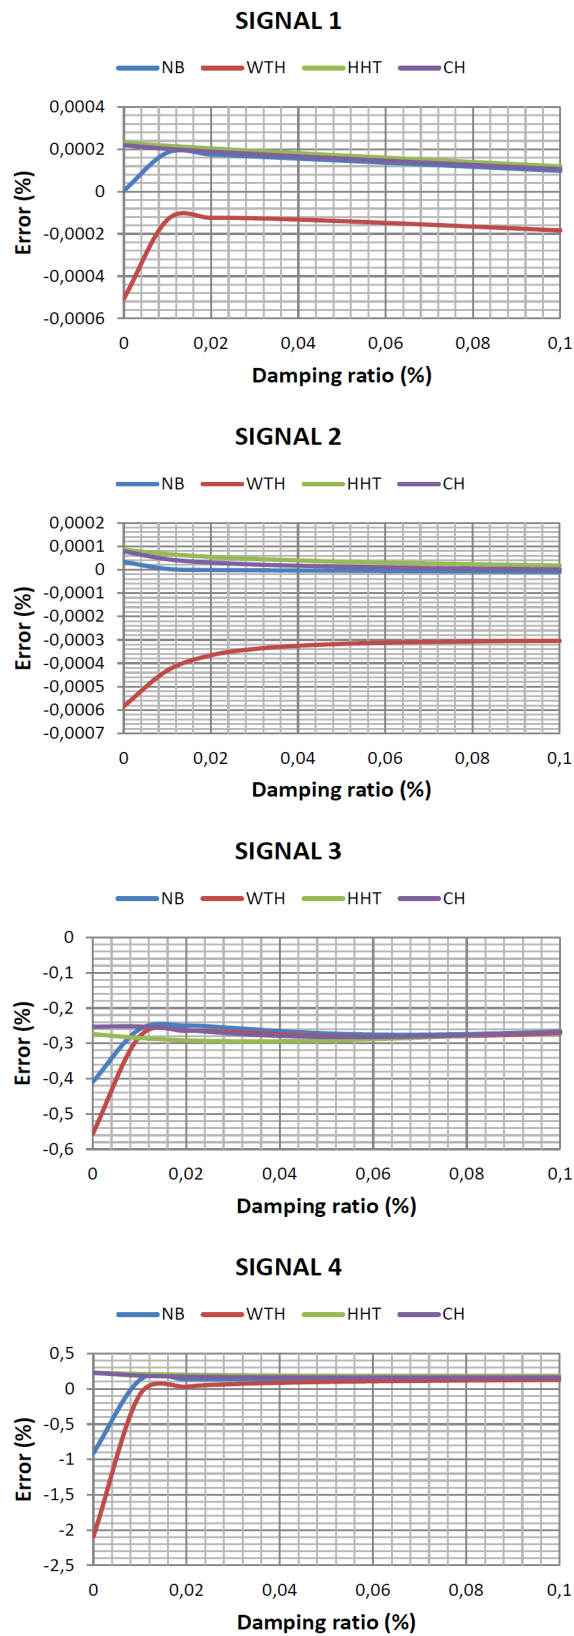 SIGNAL 1
NB WTH HHT CH
0,0004
0,0002
0
-0,0002
-0,0004
-0,0006
Error (%)
0 0,02 0,04 0,06 0,08 0,1
Damping ratio (%)
SIGNAL 2
NB WTH HHT CH
0,0002
0,0001
0
-0,0001
-0,0002
-0,0003
-0,0004
-0,0005
-0,0006
-0,0007
Error (%)
0 0,02 0,04 0,06 0,08 0,1
Damping ratio (%)
SIGNAL 3
NB WTH HHT CH
0
-0,1
-0,2
-0,3
-0,4
-0,5
-0,6
Error (%)
0 0,02 0,04 0,06 0,08 0,1
Damping ratio (%)
SIGNAL 4
NB WTH HHT CH
0,5
0
-0,5
-1
-1,5
-2
-2,5
Error (%)
0 0,02 0,04 0,06 0,08 0,1
Damping ratio (%)